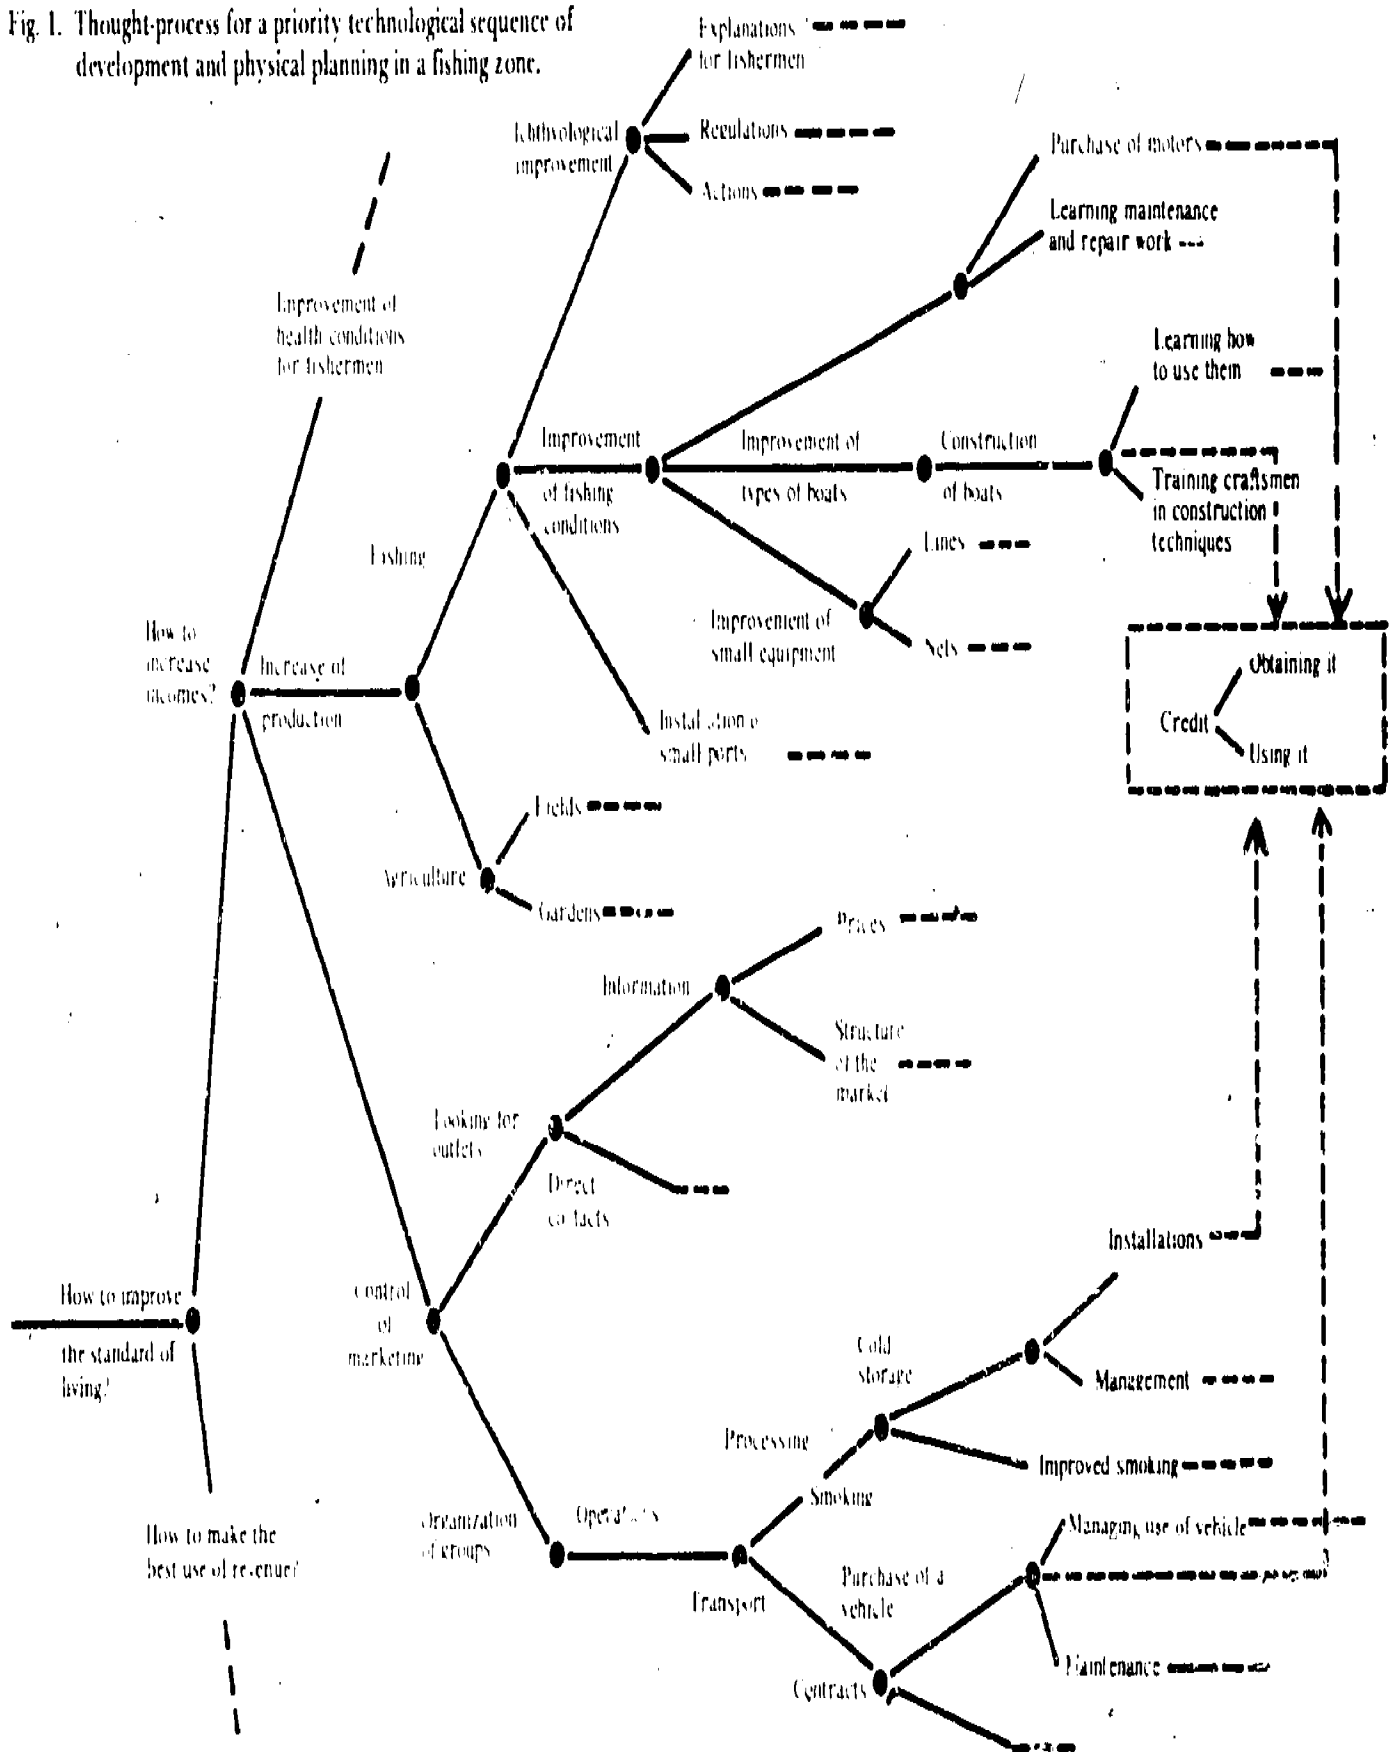 Fig. 1. Thought-process for a priority technological sequence of
development and physical planning in a fishing zone.
Explanations
for fishermen
Ichthyological
improvement
Regulations
Actions
Purchase of motors
Learning maintenance
and repair work
Improvement of
health conditions
for fishermen
Learning how
to use them
Improvement
of fishing
conditions
Improvement of
types of boats
Construction
of boats
Training craftsmen
in construction
techniques
Fishing
Lines
Improvement of
small equipment
Nets
How to
increase
incomes?
Increase of
production
Obtaining it
Credit
Using it
small ports
Fields
Agriculture
Gardens
Prices
Information
Structure
of the
market
Looking for
outlets
Direct
contacts
Installations
How to improve
the standard of
living?
Control
of
marketing
Cold
storage
Management
Processing
Improved smoking
Smoking
How to make the
best use of revenue?
Organization
of groups
Operations
Managing use of vehicle
Transport
Purchase of a
vehicle
Maintenance
Contracts